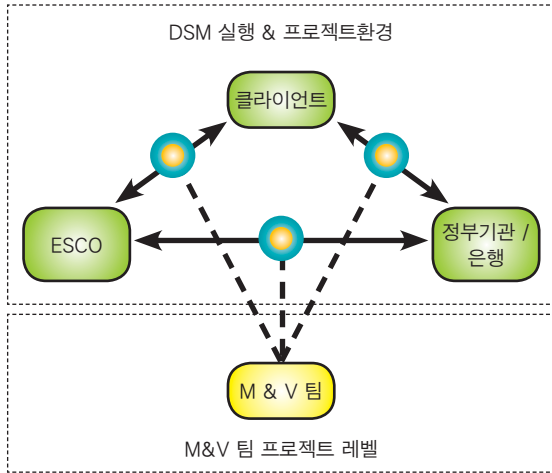 DSM 실행 & 프로젝트환경
클라이언트
ESCO
정부기관 /
은행
M & V 팀
M&V 팀 프로젝트 레벨